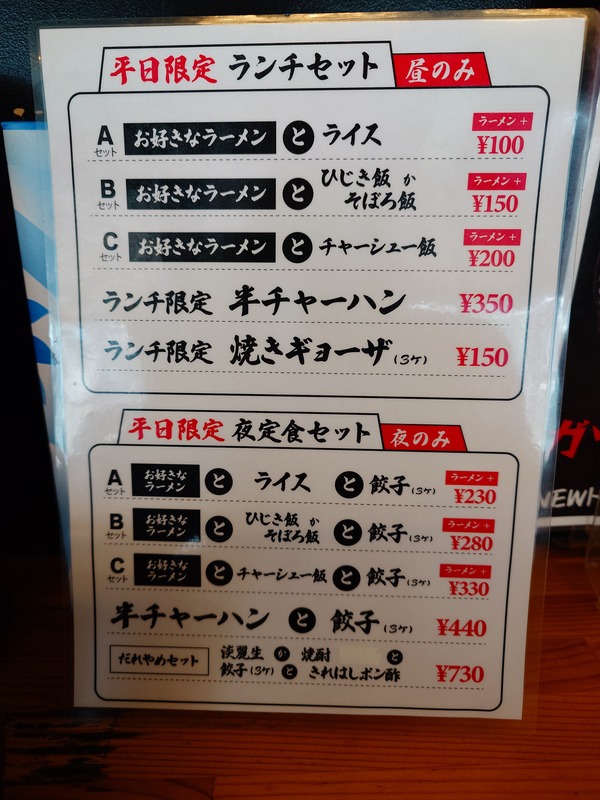 平日限定 ランチセット 昼のみ
A セット お好きなラーメン と ライス ラーメン+ ¥100
B セット お好きなラーメン と ひじき飯 か そぼろ飯 ラーメン+ ¥150
C セット お好きなラーメン と チャーシュー飯 ラーメン+ ¥200
ランチ限定 半チャーハン ¥350
ランチ限定 焼きギョーザ(3ヶ) ¥150
平日限定 夜定食セット 夜のみ
A セット お好きなラーメン と ライス と 餃子(3ヶ) ラーメン+ ¥230
B セット お好きなラーメン と ひじき飯 か そぼろ飯 と 餃子(3ヶ) ラーメン+ ¥280
C セット お好きなラーメン と チャーシュー飯 と 餃子(3ヶ) ラーメン+ ¥330
半チャーハン と 餃子(3ヶ) ¥440
だれやめセット 淡麗生 か 焼酎 と
餃子(3ヶ) と きれはしポン酢 ¥730